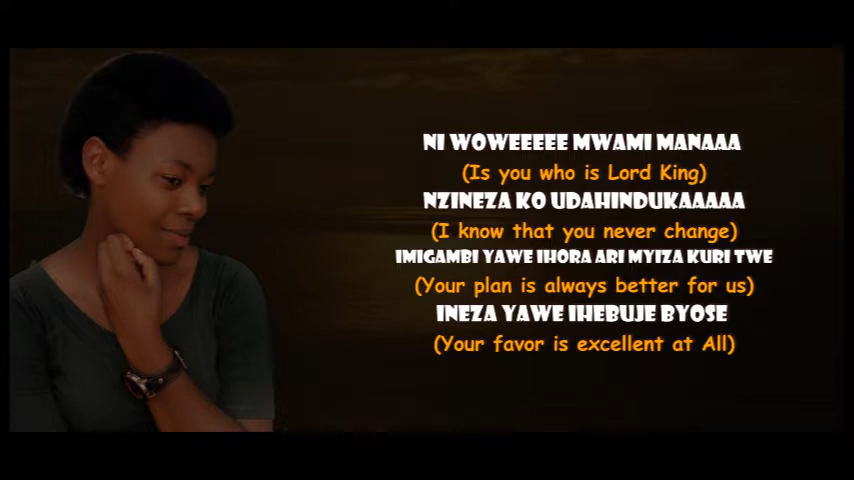 NI WOWEEEEE MWAMI MANAAA
(Is you who is Lord King)
NZINEZA KO UDAHINDUKAAAAA
(I know that you never change)
IMIGAMBI YAWE IHORA ARI MYIZA KURI TWE
(Your plan is always better for us)
INEZA YAWE IHEBUJE BYOSE
(Your favor is excellent at All)